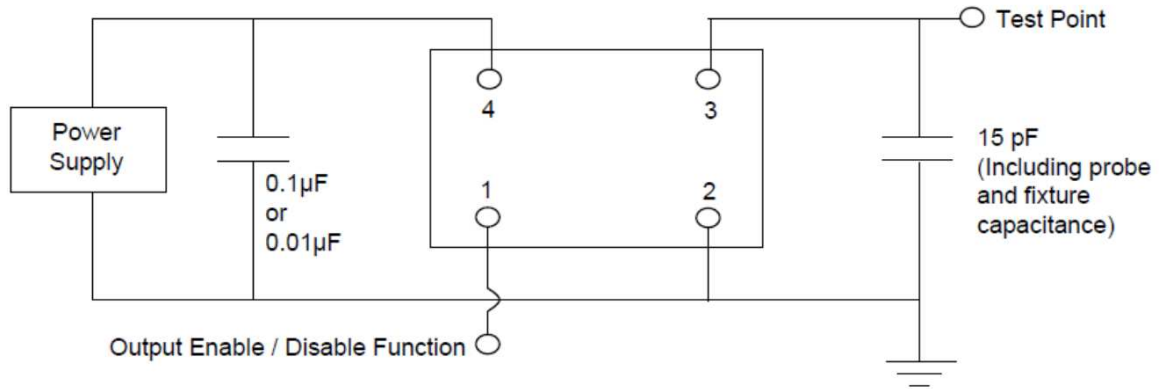 Test Point
4
3
Power
Supply
0.1µF
or
0.01µF
1
2
15 pF
(Including probe
and fixture
capacitance)
Output Enable / Disable Function